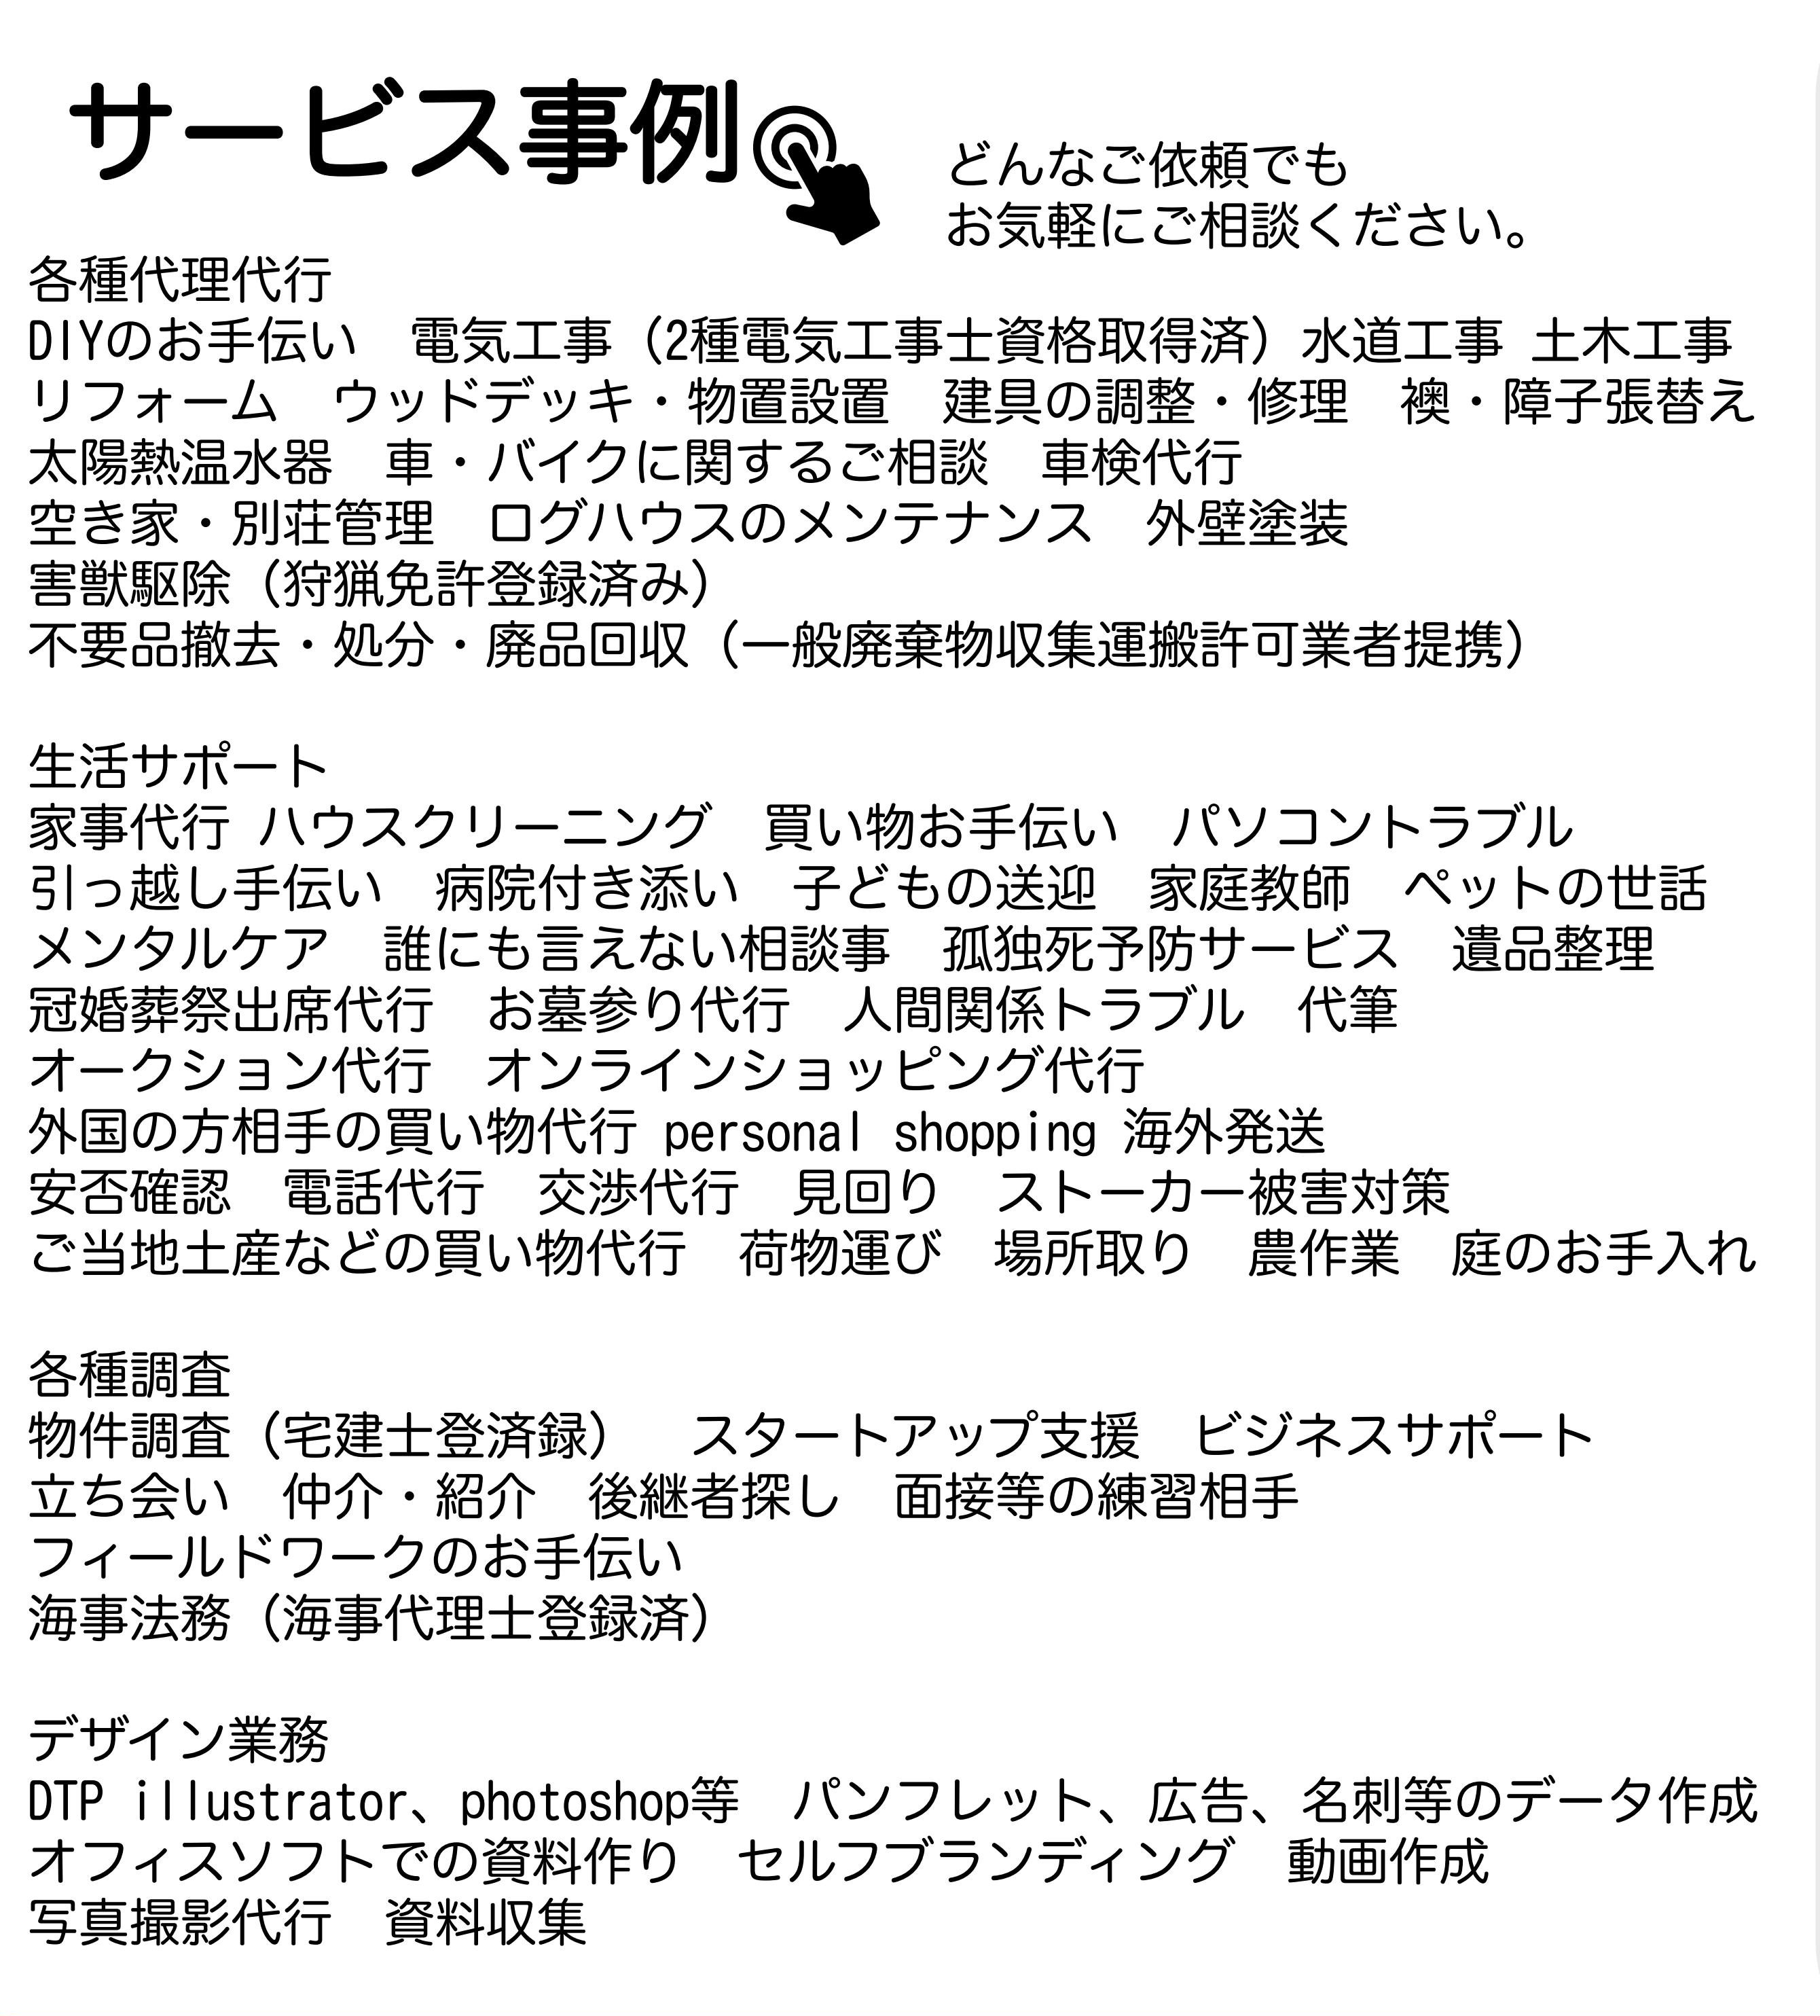 サービス事例
どんなご依頼でも
お気軽にご相談ください。
各種代理代行
DIYのお手伝い　電気工事（2種電気工事士資格取得済）水道工事 土木工事
リフォーム　ウッドデッキ・物置設置　建具の調整・修理　襖・障子張替え
太陽熱温水器　車・バイクに関するご相談　車検代行
空き家・別荘管理　ログハウスのメンテナンス　外壁塗装
害獣駆除（狩猟免許登録済み）
不要品撤去・処分・廃品回収（一般廃棄物収集運搬許可業者提携）
生活サポート
家事代行 ハウスクリーニング　買い物お手伝い　パソコントラブル
引っ越し手伝い　病院付き添い　子どもの送迎　家庭教師　ペットの世話
メンタルケア　誰にも言えない相談事　孤独死予防サービス　遺品整理
冠婚葬祭出席代行　お墓参り代行　人間関係トラブル　代筆
オークション代行　オンラインショッピング代行
外国の方相手の買い物代行 personal shopping 海外発送
安否確認　電話代行　交渉代行　見回り　ストーカー被害対策
ご当地土産などの買い物代行　荷物運び　場所取り　農作業　庭のお手入れ
各種調査
物件調査（宅建士登済録）　スタートアップ支援　ビジネスサポート
立ち会い　仲介・紹介　後継者探し　面接等の練習相手
フィールドワークのお手伝い
海事法務（海事代理士登録済）
デザイン業務
DTP illustrator、photoshop等　パンフレット、広告、名刺等のデータ作成
オフィスソフトでの資料作り　セルフブランディング　動画作成
写真撮影代行　資料収集